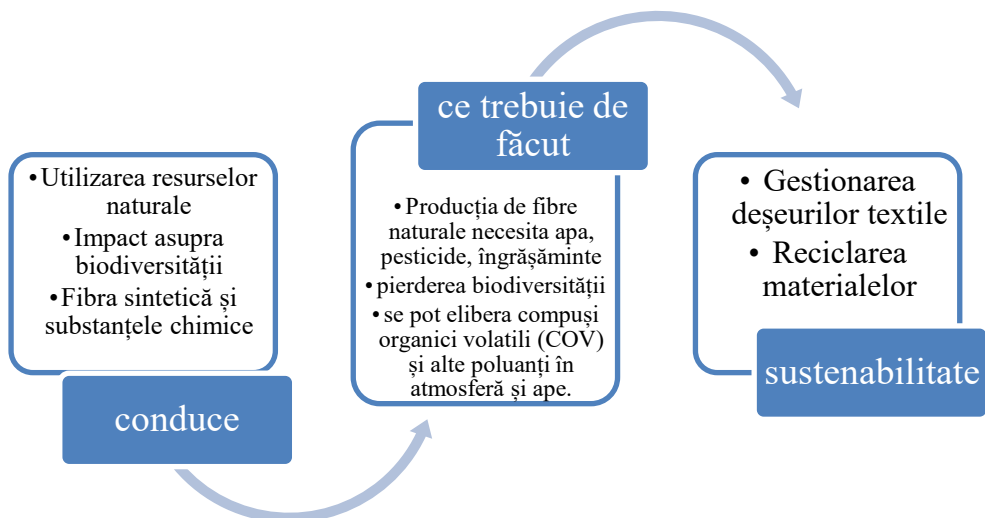 • Utilizarea resurselor
naturale
• Impact asupra
biodiversității
• Fibra sintetică și
substanțele chimice
conduce
ce trebuie de
făcut
• Producția de fibre
naturale necesita apa,
pesticide, îngrășăminte
• pierderea biodiversității
• se pot elibera compuși
organici volatili (COV)
și alte poluanți în
atmosferă și ape.
• Gestionarea
deșeurilor textile
• Reciclarea
materialelor
sustenabilitate